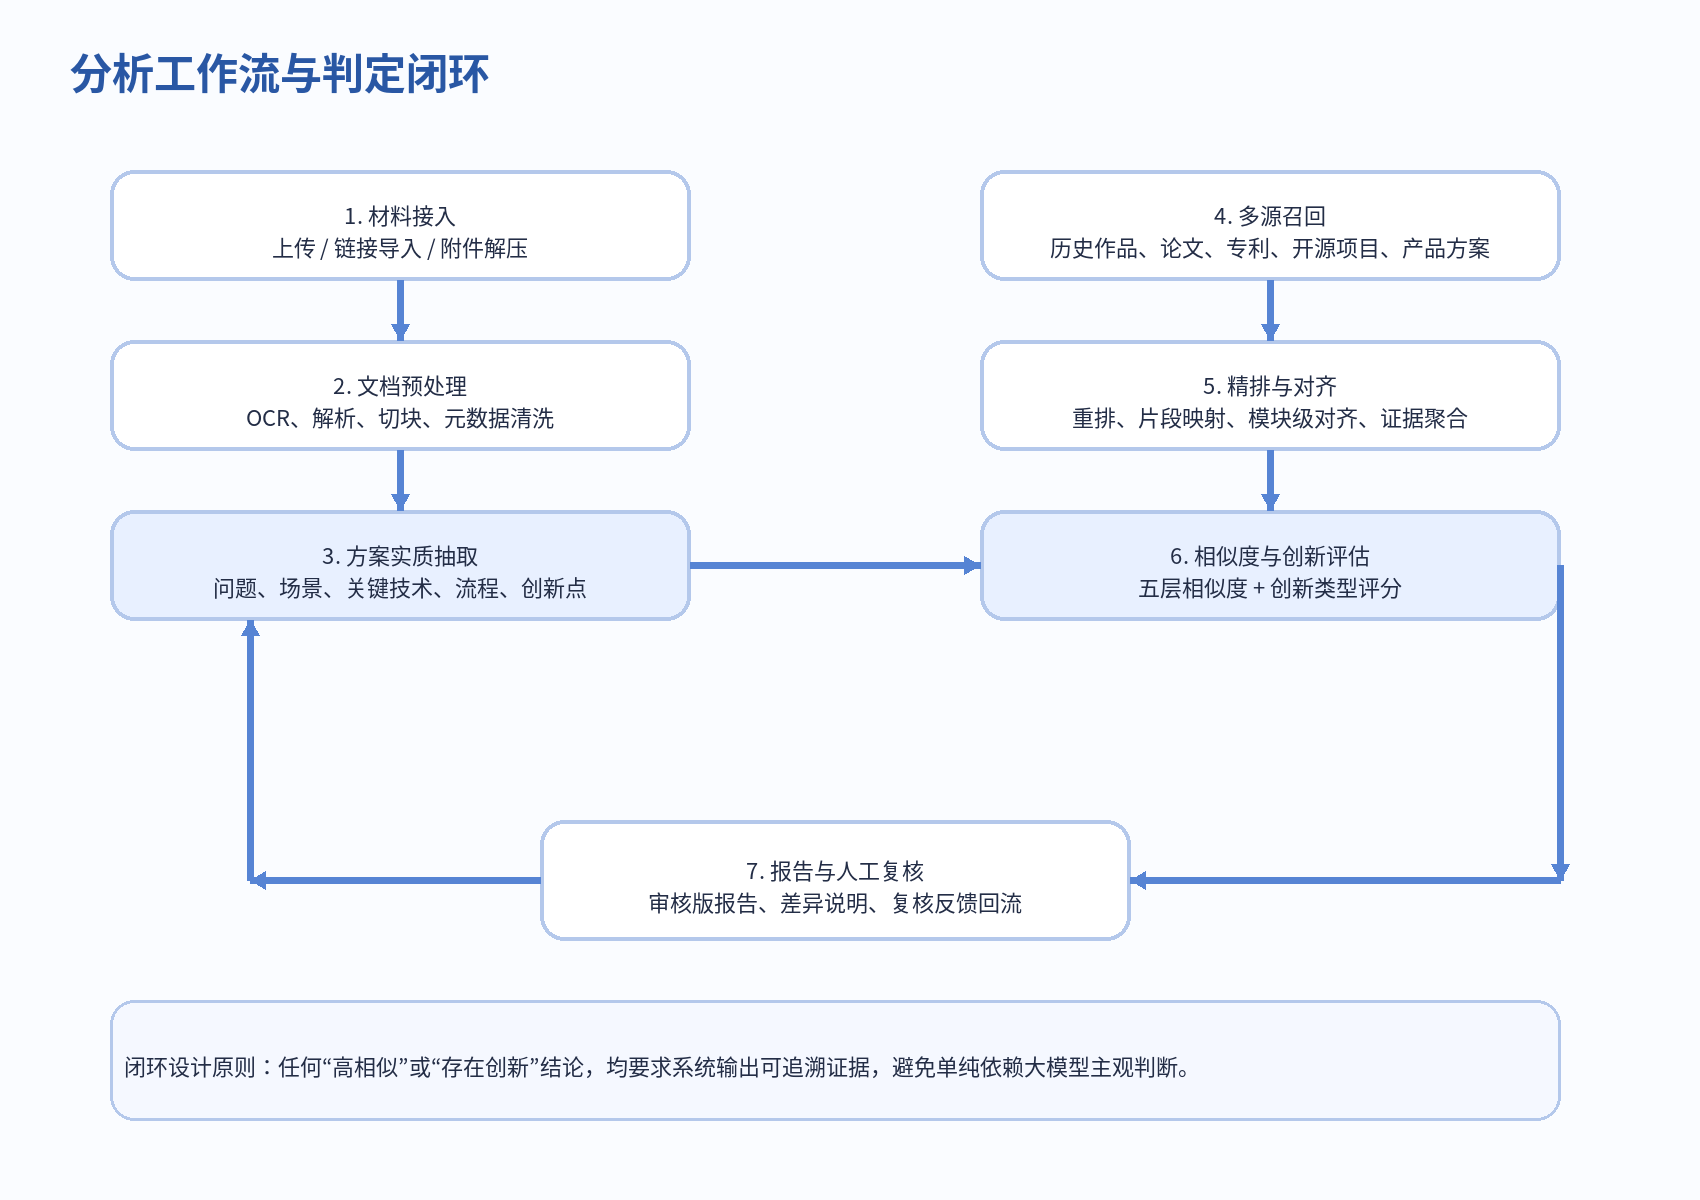 分析工作流与判定闭环
1. 材料接入
上传 / 链接导入 / 附件解压
2. 文档预处理
OCR、解析、切块、元数据清洗
3. 方案实质抽取
问题、场景、关键技术、流程、创新点
4. 多源召回
历史作品、论文、专利、开源项目、产品方案
5. 精排与对齐
重排、片段映射、模块级对齐、证据聚合
6. 相似度与创新评估
五层相似度 + 创新类型评分
7. 报告与人工复核
审核版报告、差异说明、复核反馈回流
闭环设计原则：任何“高相似”或“存在创新”结论，均要求系统输出可追溯证据，避免单纯依赖大模型主观判断。